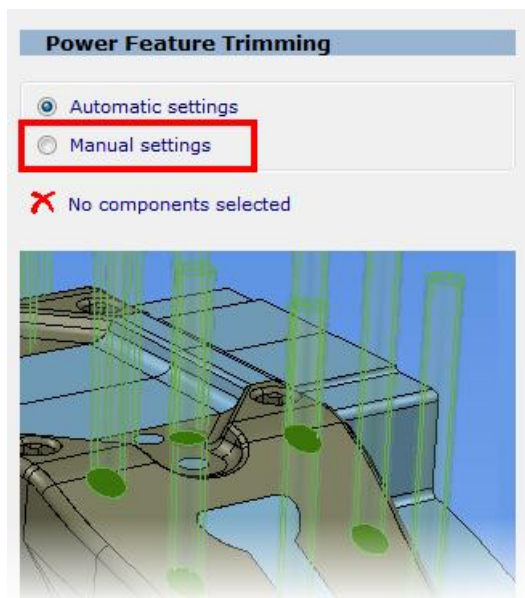 Power Feature Trimming
Automatic settings
Manual settings
No components selected